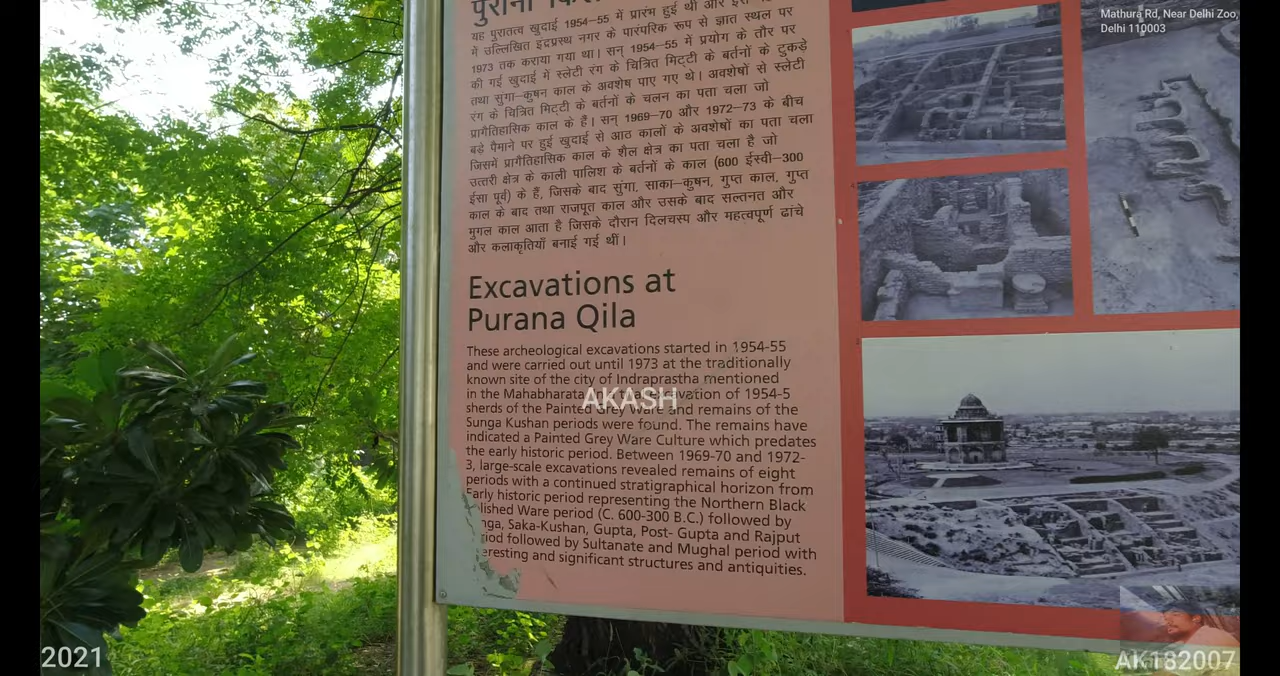 पुराना
यह पुरातत्व खुदाई 1954–55 में प्रारंभ हुई थी और
में उल्लिखित इंद्रप्रस्थ नगर के पारंपरिक रूप से ज्ञात स्थल पर
1973 तक कराया गया था। सन् 1954–55 में प्रयोग के तौर पर
की गई खुदाई में स्लेटी रंग के चित्रित मिट्टी के बर्तनों के टुकड़े
तथा सुंगा–कुषन काल के अवशेष पाए गए थे। अवशेषों से स्लेटी
रंग के चित्रित मिट्टी के बर्तनों के चलन का पता चला जो
प्रागैतिहासिक काल के हैं। सन् 1969–70 और 1972–73 के बीच
बड़े पैमाने पर हुई खुदाई से आठ कालों के अवशेषों का पता चला
जिसमें प्रागैतिहासिक काल के शैल क्षेत्र का पता चला है जो
उत्तरी क्षेत्र के काली पालिश के बर्तनों के काल (600 ईस्वी–300
ईसा पूर्व) के हैं, जिसके बाद सुंगा, साका–कुषन, गुप्त काल, गुप्त
काल के बाद तथा राजपूत काल और उसके बाद सल्तनत और
मुगल काल आता है जिसके दौरान दिलचस्प और महत्वपूर्ण ढांचे
और कलाकृतियाँ बनाई गई थीं।
Excavations at
Purana Qila
These archeological excavations started in 1954-55
and were carried out until 1973 at the traditionally
known site of the city of Indraprastha mentioned
in the Mahabharata of 1954-5
sherds of the Painted Grey Ware and remains of the
Sunga Kushan periods were found. The remains have
indicated a Painted Grey Ware Culture which predates
the early historic period. Between 1969-70 and 1972-
3, large-scale excavations revealed remains of eight
periods with a continued stratigraphical horizon from
Early historic period representing the Northern Black
Ware period (C. 600-300 B.C.) followed by
Saka-Kushan, Gupta, Post- Gupta and Rajput
followed by Sultanate and Mughal period with
and significant structures and antiquities.
AKASH
Mathura Rd, Near Delhi Zoo,
Delhi 110003
2021
AK182007